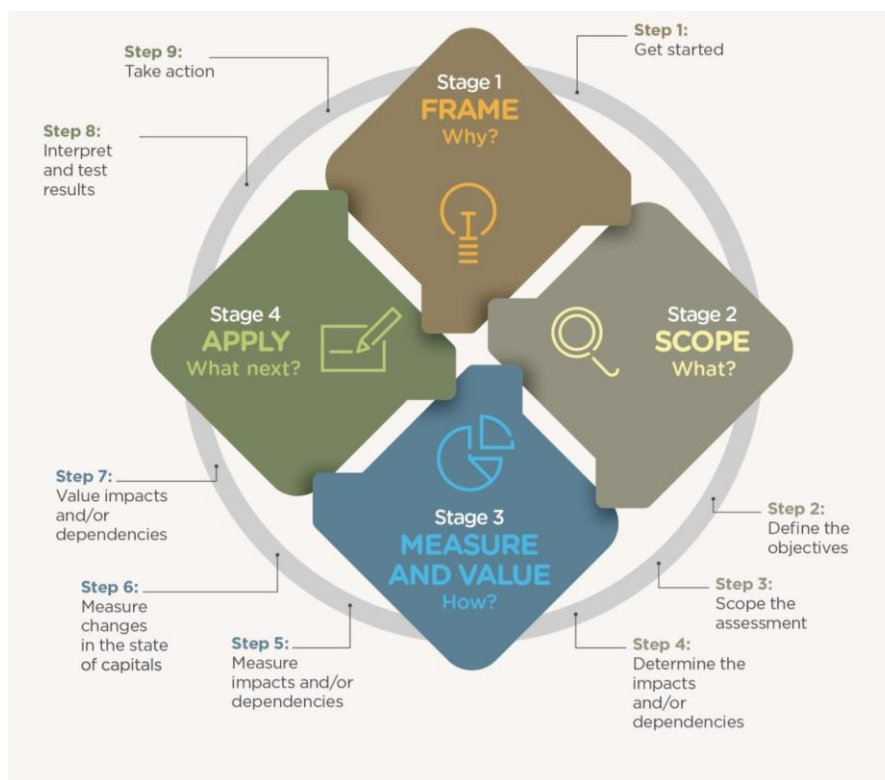 Stage 1
FRAME
Why?
Stage 2
SCOPE
What?
Stage 3
MEASURE
AND VALUE
How?
Stage 4
APPLY
What next?
Step 1:
Get started
Step 2:
Define the
objectives
Step 3:
Scope the
assessment
Step 4:
Determine the
impacts
and/or
dependencies
Step 5:
Measure
impacts and/or
dependencies
Step 6:
Measure
changes
in the state
of capitals
Step 7:
Value impacts
and/or
dependencies
Step 8:
Interpret
and test
results
Step 9:
Take action